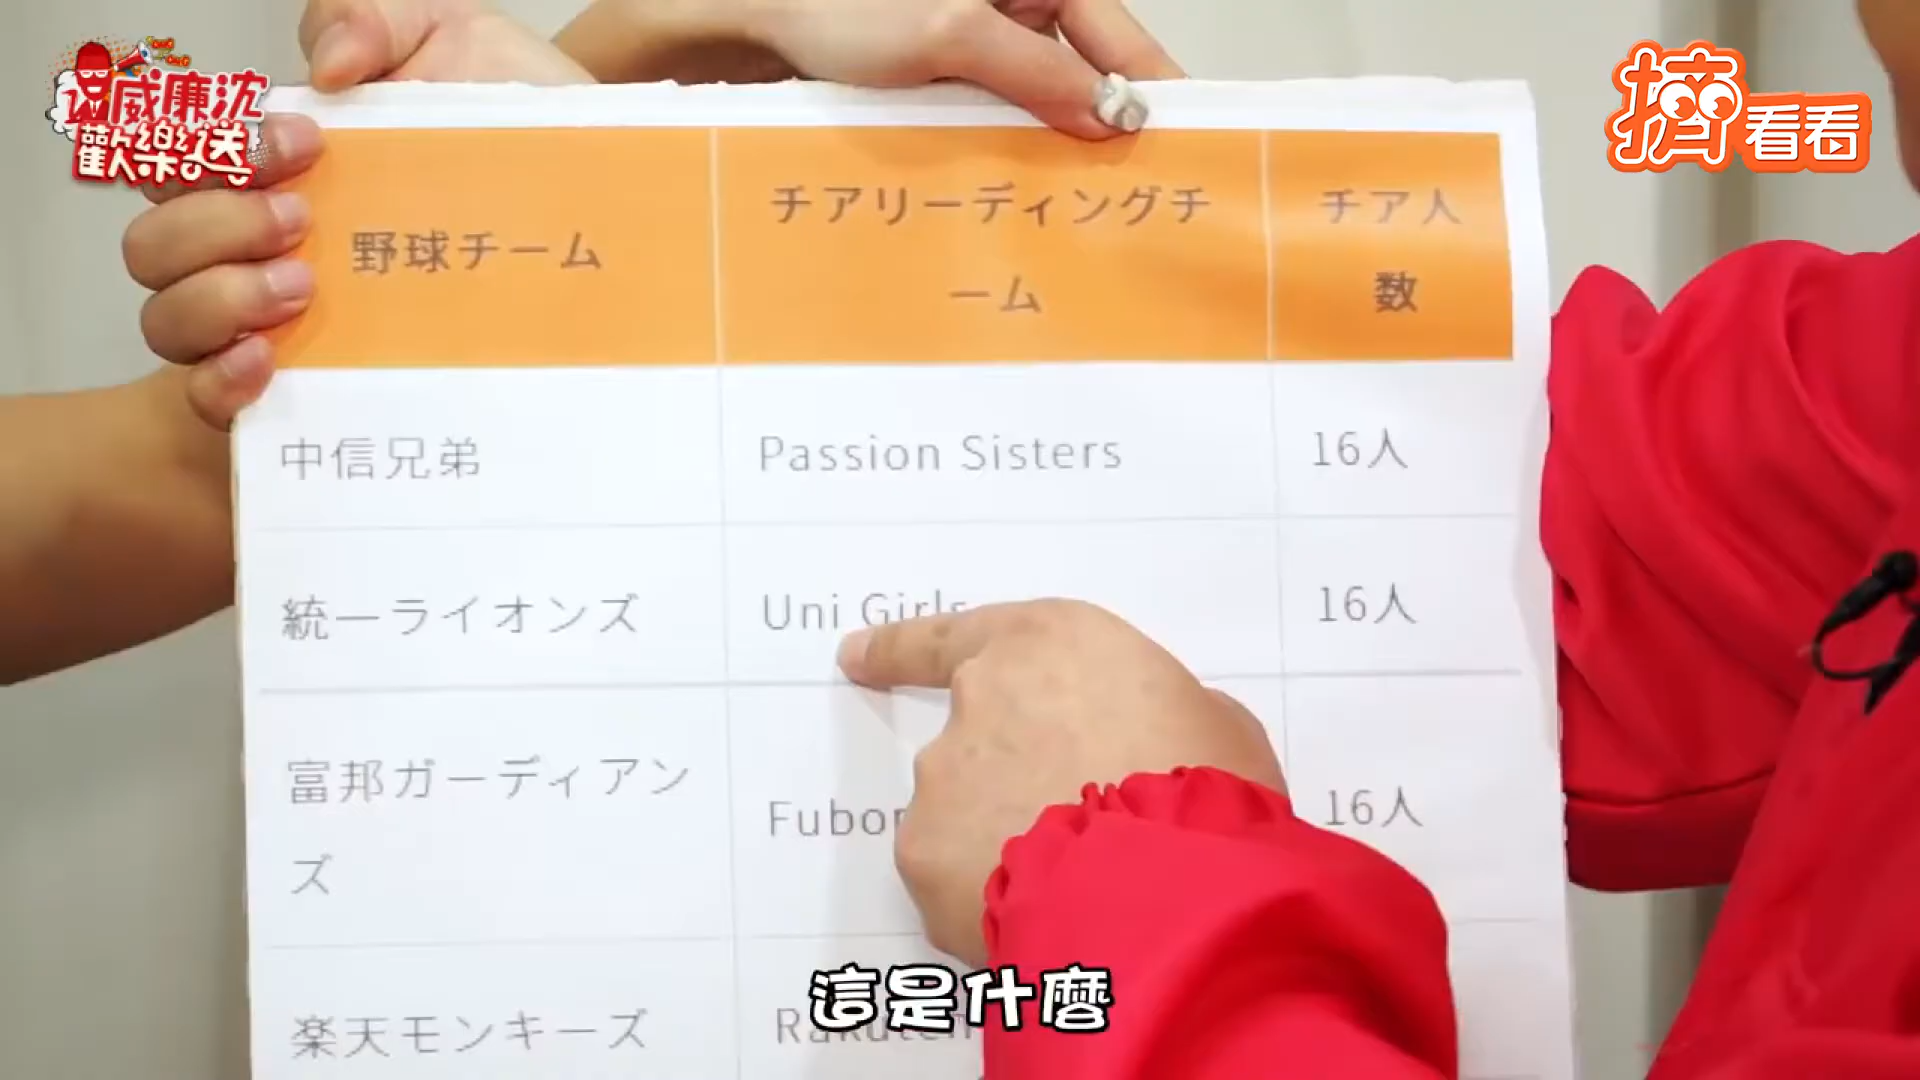 威廉沈
歡樂送
擠看看
野球チーム
チアリーディングチ
ーム
チア人
数
中信兄弟
Passion Sisters
16人
統一ライオンズ
Uni Girls
16人
富邦ガーディアン
ズ
Fubon
16人
楽天モンキーズ
Rakuten
這是什麼